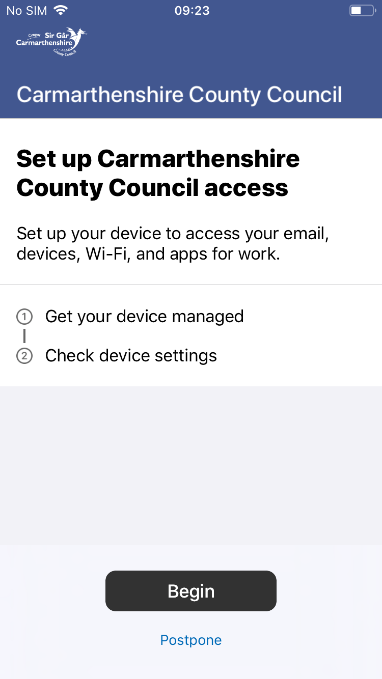 No SIM 09:23
Sir Gâr
Carmarthenshire
Carmarthenshire County Council
Set up Carmarthenshire
County Council access
Set up your device to access your email,
devices, Wi-Fi, and apps for work.
1 Get your device managed
2 Check device settings
Begin
Postpone